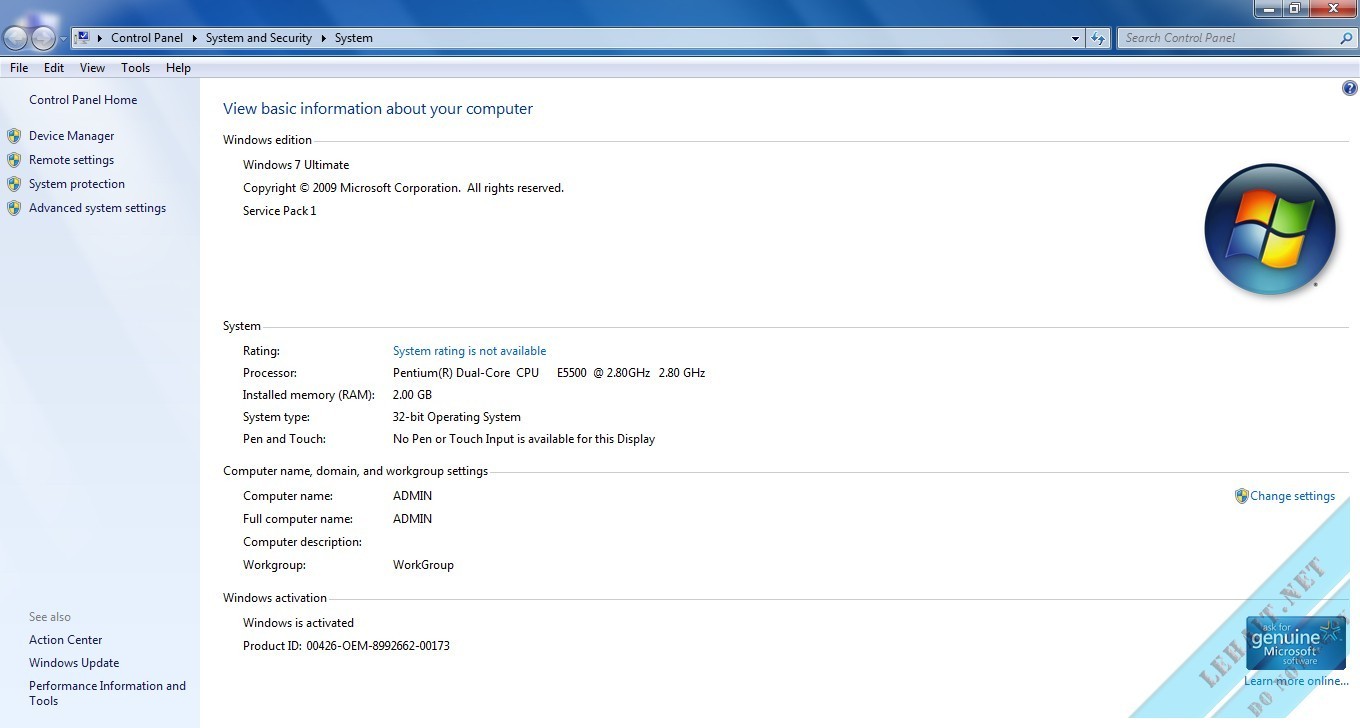 Control Panel System and Security System
Search Control Panel
File Edit View Tools Help
Control Panel Home
Device Manager
Remote settings
System protection
Advanced system settings
See also
Action Center
Windows Update
Performance Information and
Tools
View basic information about your computer
Windows edition
Windows 7 Ultimate
Copyright © 2009 Microsoft Corporation. All rights reserved.
Service Pack 1
System
Rating: System rating is not available
Processor: Pentium(R) Dual-Core CPU E5500 @ 2.80GHz 2.80 GHz
Installed memory (RAM): 2.00 GB
System type: 32-bit Operating System
Pen and Touch: No Pen or Touch Input is available for this Display
Computer name, domain, and workgroup settings
Computer name: ADMIN
Change settings
Full computer name: ADMIN
Computer description:
Workgroup: WorkGroup
Windows activation
Windows is activated
Product ID: 00426-OEM-8992662-00173
ask for
genuine
Microsoft
software
Learn more online...
DO NO